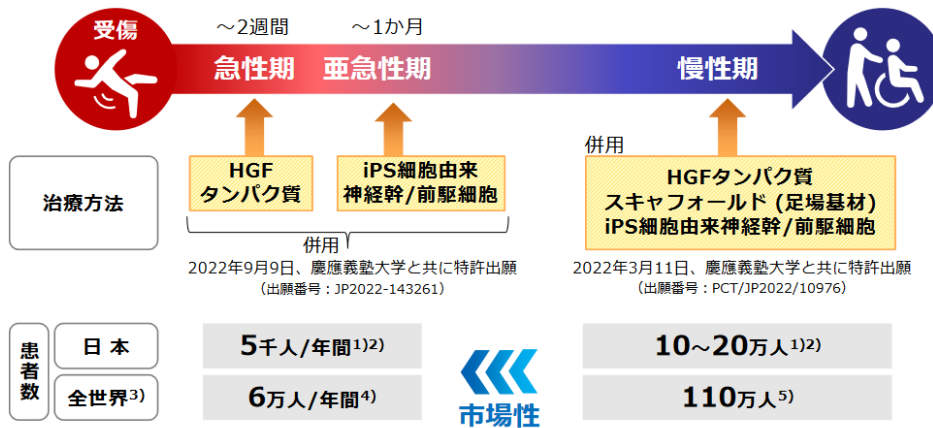 受傷
～2週間
～1か月
急性期
亜急性期
慢性期
併用
治療方法
HGF
タンパク質
iPS細胞由来
神経幹/前駆細胞
HGFタンパク質
スキャフォールド (足場基材)
iPS細胞由来神経幹/前駆細胞
併用
2022年9月9日、慶應義塾大学と共に特許出願
（出願番号：JP2022-143261）
2022年3月11日、慶應義塾大学と共に特許出願
（出願番号：PCT/JP2022/10976）
患者数
日本
5千人/年間1)2)
10～20万人1)2)
全世界3)
6万人/年間4)
110万人5)
市場性